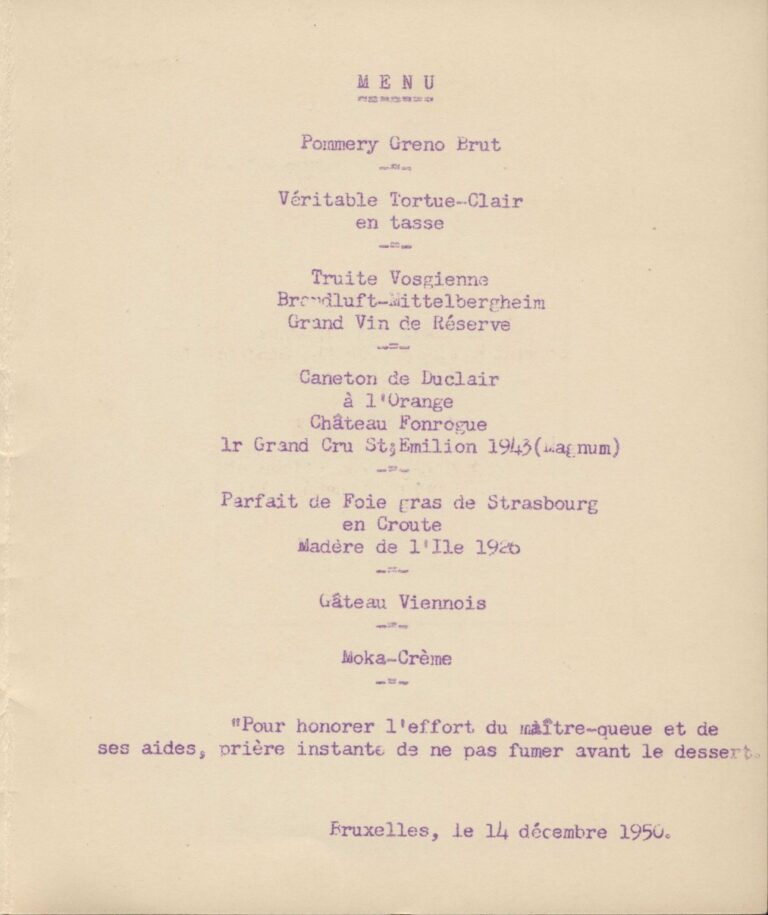 M E N U
Pommery Greno Brut
Véritable Tortue-Clair
en tasse
Truite Vosgienne
Brandluft-Mittelbergheim
Grand Vin de Réserve
Caneton de Duclair
à l'Orange
Château Fonrogue
1r Grand Cru St;Emilion 1943(Magnum)
Parfait de Foie gras de Strasbourg
en Croute
Madère de l'Ile 1926
Gâteau Viennois
Moka-Crème
"Pour honorer l'effort du maître-queue et de
ses aides, prière instante de ne pas fumer avant le dessert.
Bruxelles, le 14 décembre 1950.